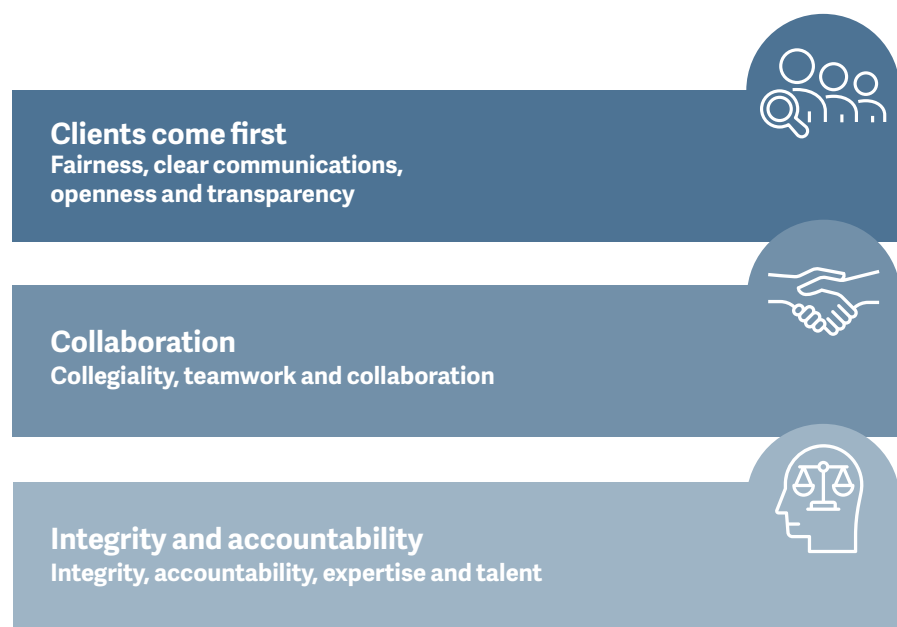 Clients come first
Fairness, clear communications,
openness and transparency
Collaboration
Collegiality, teamwork and collaboration
Integrity and accountability
Integrity, accountability, expertise and talent